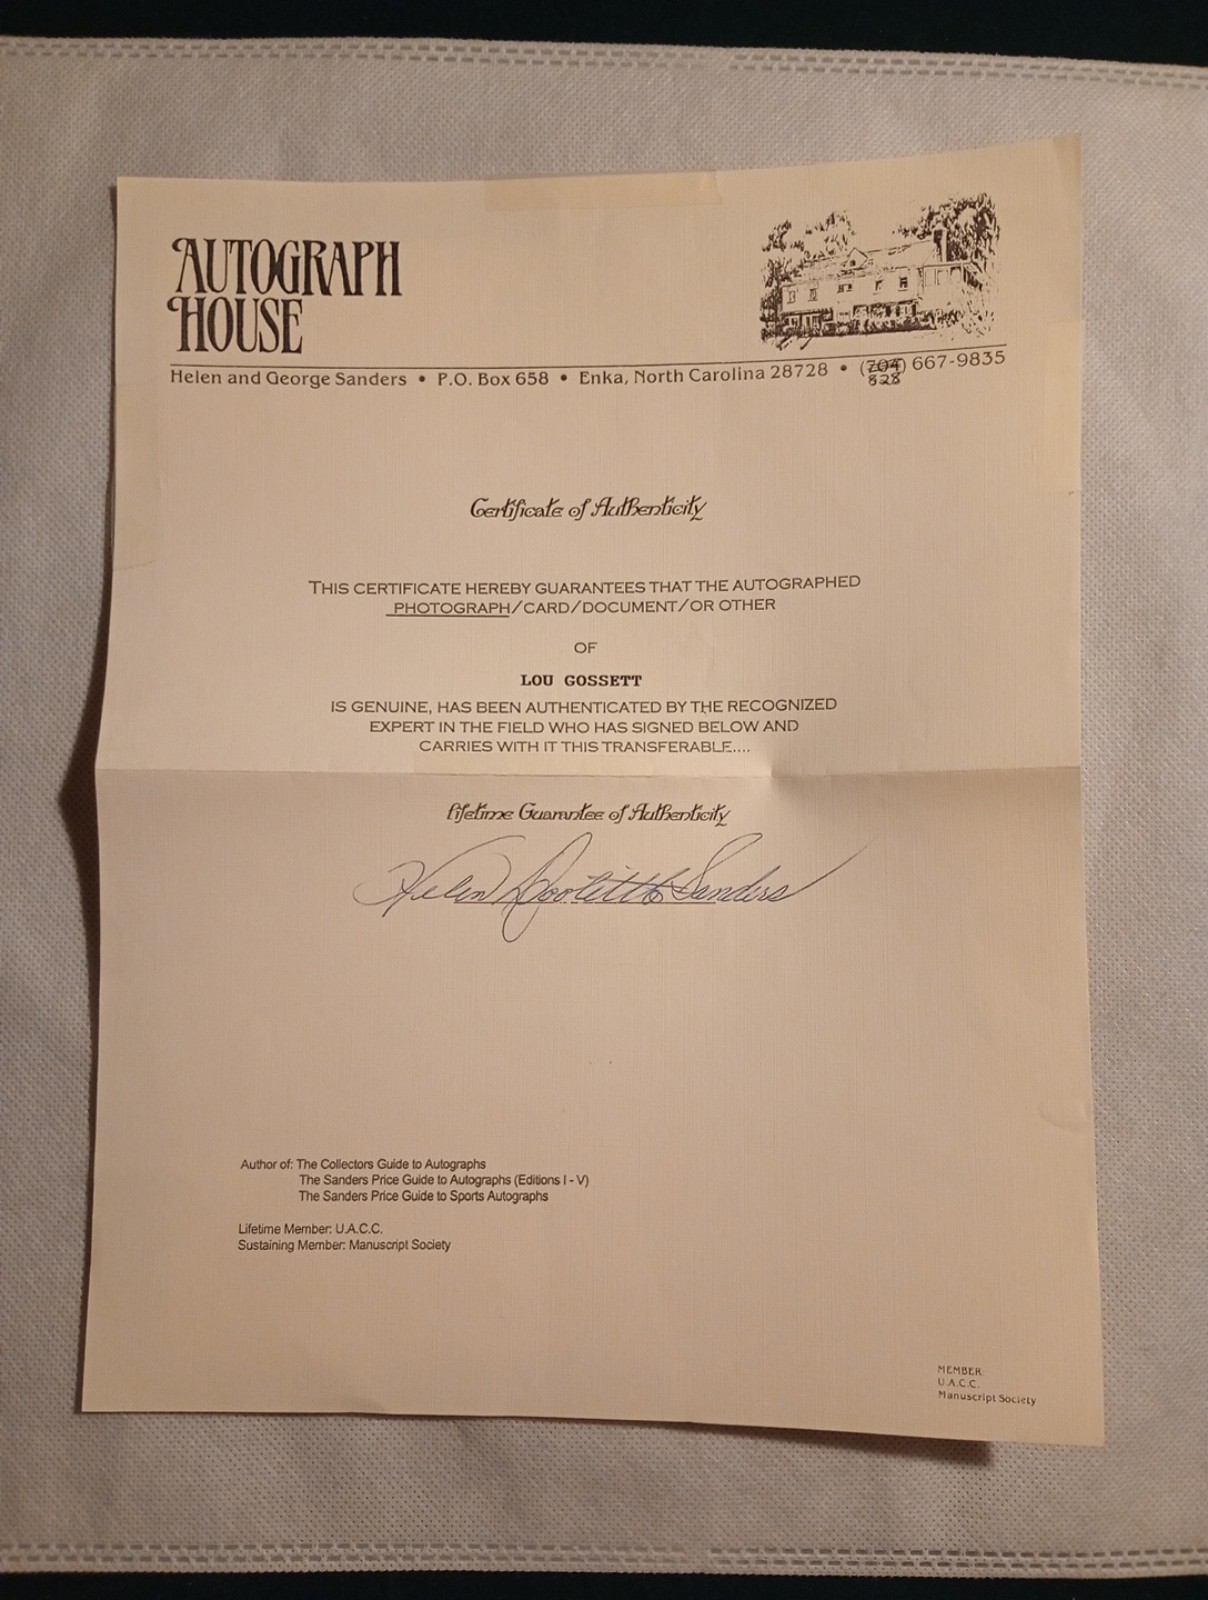 AUTOGRAPH
HOUSE
Helen and George Sanders • P.O. Box 658 • Enka, North Carolina 28728 • (704) 667-9835
828
Certificate of Authenticity
THIS CERTIFICATE HEREBY GUARANTEES THAT THE AUTOGRAPHED
PHOTOGRAPH/CARD/DOCUMENT/OR OTHER
OF
LOU GOSSETT
IS GENUINE, HAS BEEN AUTHENTICATED BY THE RECOGNIZED
EXPERT IN THE FIELD WHO HAS SIGNED BELOW AND
CARRIES WITH IT THIS TRANSFERABLE....
Lifetime Guarantee of Authenticity
Helen Sanders
Author of: The Collectors Guide to Autographs
The Sanders Price Guide to Autographs (Editions I - V)
The Sanders Price Guide to Sports Autographs
Lifetime Member: U.A.C.C.
Sustaining Member: Manuscript Society
MEMBER:
U.A.C.C.
Manuscript Society